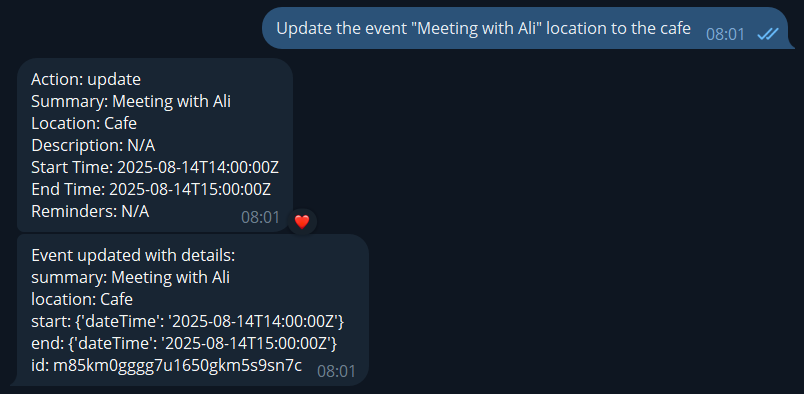 Update the event "Meeting with Ali" location to the cafe 08:01
Action: update
Summary: Meeting with Ali
Location: Cafe
Description: N/A
Start Time: 2025-08-14T14:00:00Z
End Time: 2025-08-14T15:00:00Z
Reminders: N/A 08:01
Event updated with details:
summary: Meeting with Ali
location: Cafe
start: {'dateTime': '2025-08-14T14:00:00Z'}
end: {'dateTime': '2025-08-14T15:00:00Z'}
id: m85km0gggg7u1650gkm5s9sn7c 08:01